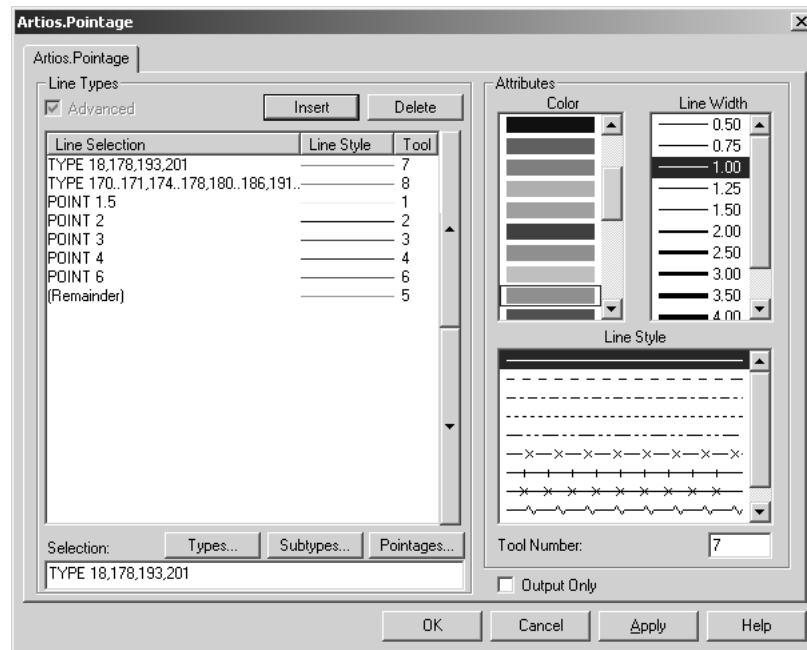 Artios.Pointage
Artios.Pointage
Line Types
Advanced
Insert
Delete
Line Selection Line Style Tool
TYPE 18,178,193,201 7
TYPE 170..171,174..178,180..186,191.. 8
POINT 1.5 1
POINT 2 2
POINT 3 3
POINT 4 4
POINT 6 6
(Remainder) 5
Selection:
Types...
Subtypes...
Pointages...
TYPE 18,178,193,201
Attributes
Color
Line Width
0.50
0.75
1.00
1.25
1.50
2.00
2.50
3.00
3.50
4.00
Line Style
Tool Number: 7
Output Only
OK
Cancel
Apply
Help